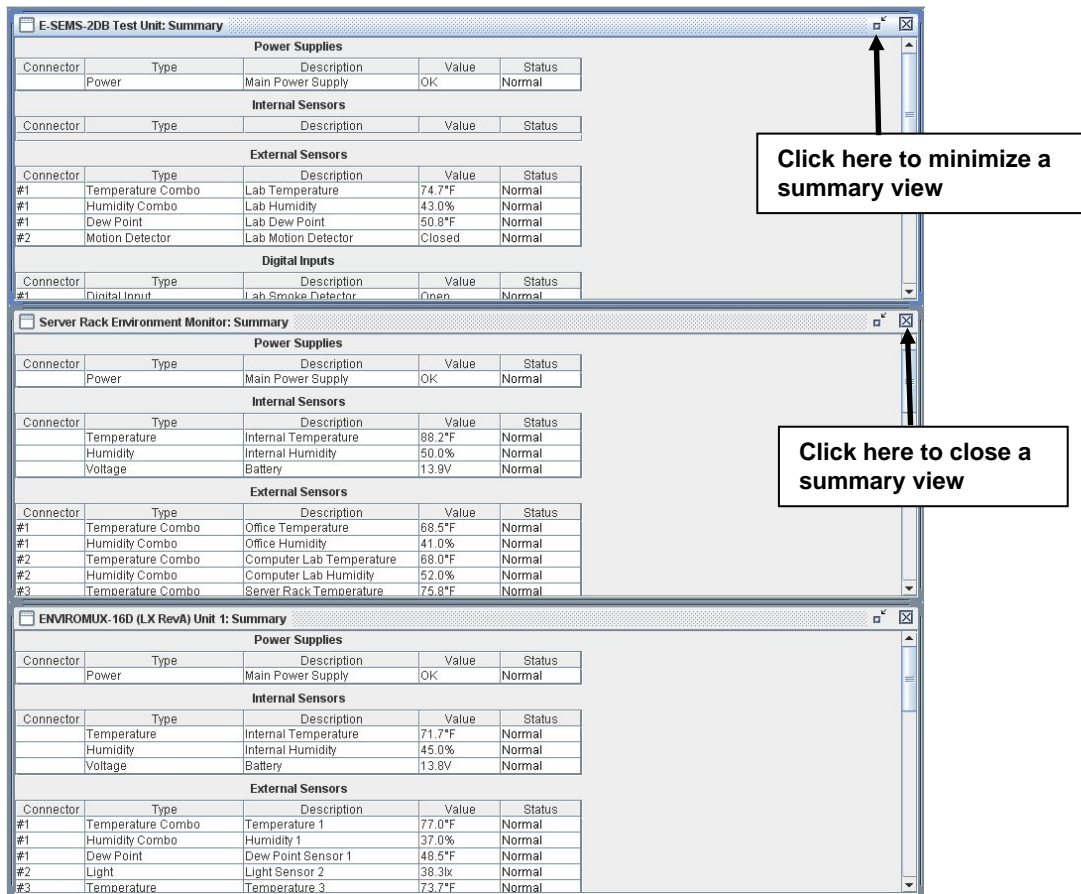 E-SEMS-2DB Test Unit: Summary
Power Supplies
Connector Type Description Value Status
Power Main Power Supply OK Normal
Internal Sensors
Connector Type Description Value Status
External Sensors
Connector Type Description Value Status
#1 Temperature Combo Lab Temperature 74.7°F Normal
#1 Humidity Combo Lab Humidity 43.0% Normal
#1 Dew Point Lab Dew Point 50.8°F Normal
#2 Motion Detector Lab Motion Detector Closed Normal
Digital Inputs
Connector Type Description Value Status
#1 Digital Input Lab Smoke Detector Open Normal
Click here to minimize a
summary view
Server Rack Environment Monitor: Summary
Power Supplies
Connector Type Description Value Status
Power Main Power Supply OK Normal
Internal Sensors
Connector Type Description Value Status
Temperature Internal Temperature 88.2°F Normal
Humidity Internal Humidity 50.0% Normal
Voltage Battery 13.9V Normal
External Sensors
Connector Type Description Value Status
#1 Temperature Combo Office Temperature 68.5°F Normal
#1 Humidity Combo Office Humidity 41.0% Normal
#2 Temperature Combo Computer Lab Temperature 68.0°F Normal
#2 Humidity Combo Computer Lab Humidity 52.0% Normal
#3 Temperature Combo Server Rack Temperature 75.8°F Normal
Click here to close a
summary view
ENVIROMUX-16D (LX RevA) Unit 1: Summary
Power Supplies
Connector Type Description Value Status
Power Main Power Supply OK Normal
Internal Sensors
Connector Type Description Value Status
Temperature Internal Temperature 71.7°F Normal
Humidity Internal Humidity 45.0% Normal
Voltage Battery 13.8V Normal
External Sensors
Connector Type Description Value Status
#1 Temperature Combo Temperature 1 77.0°F Normal
#1 Humidity Combo Humidity 1 37.0% Normal
#1 Dew Point Dew Point Sensor 1 48.5°F Normal
#2 Light Light Sensor 2 38.3lx Normal
#3 Temperature Temperature 3 73.7°F Normal